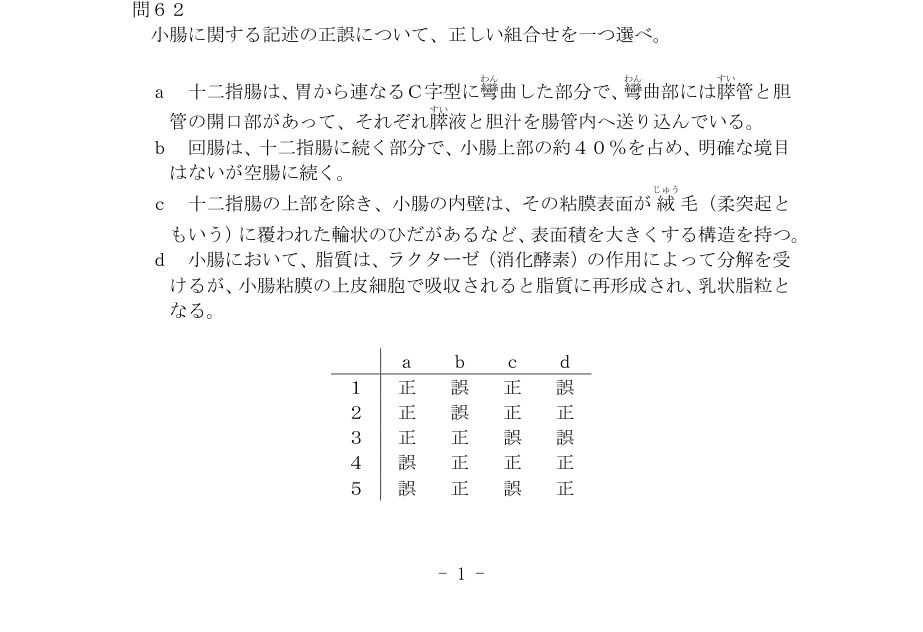 問６２
小腸に関する記述の正誤について、正しい組合せを一つ選べ。
a　十二指腸は、胃から連なるＣ字型に彎曲した部分で、彎曲部には膵管と胆
管の開口部があって、それぞれ膵液と胆汁を腸管内へ送り込んでいる。
b　回腸は、十二指腸に続く部分で、小腸上部の約４０％を占め、明確な境目
はないが空腸に続く。
c　十二指腸の上部を除き、小腸の内壁は、その粘膜表面が絨毛（柔突起と
もいう）に覆われた輪状のひだがあるなど、表面積を大きくする構造を持つ。
d　小腸において、脂質は、ラクターゼ（消化酵素）の作用によって分解を受
けるが、小腸粘膜の上皮細胞で吸収されると脂質に再形成され、乳状脂粒と
なる。
a b c d
1 正 誤 正 誤
2 正 誤 正 正
3 正 正 誤 誤
4 誤 正 正 正
5 誤 正 誤 正
- 1 -